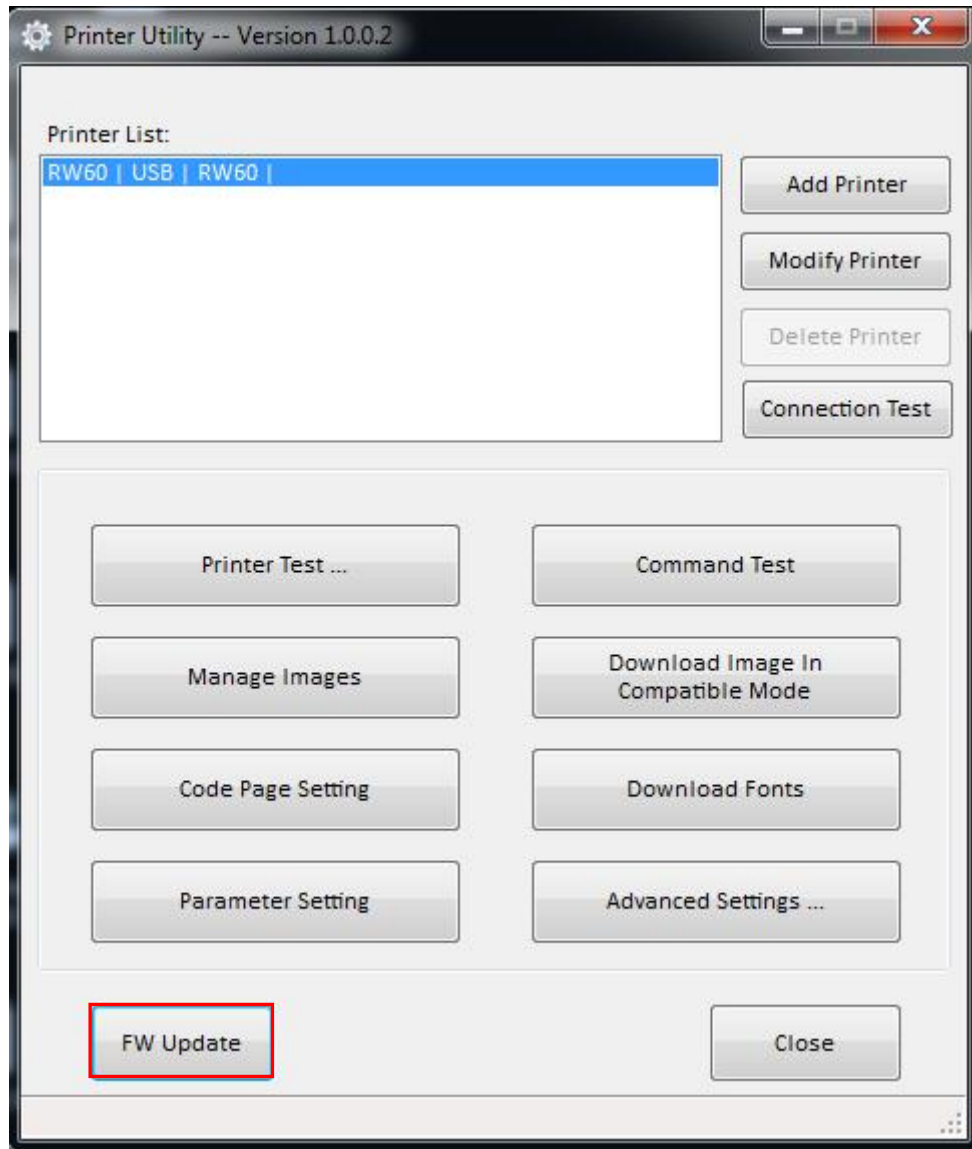 Printer Utility -- Version 1.0.0.2
Printer List:
RW60 | USB | RW60 |
Add Printer
Modify Printer
Delete Printer
Connection Test
Printer Test ...
Command Test
Manage Images
Download Image In
Compatible Mode
Code Page Setting
Download Fonts
Parameter Setting
Advanced Settings ...
FW Update
Close